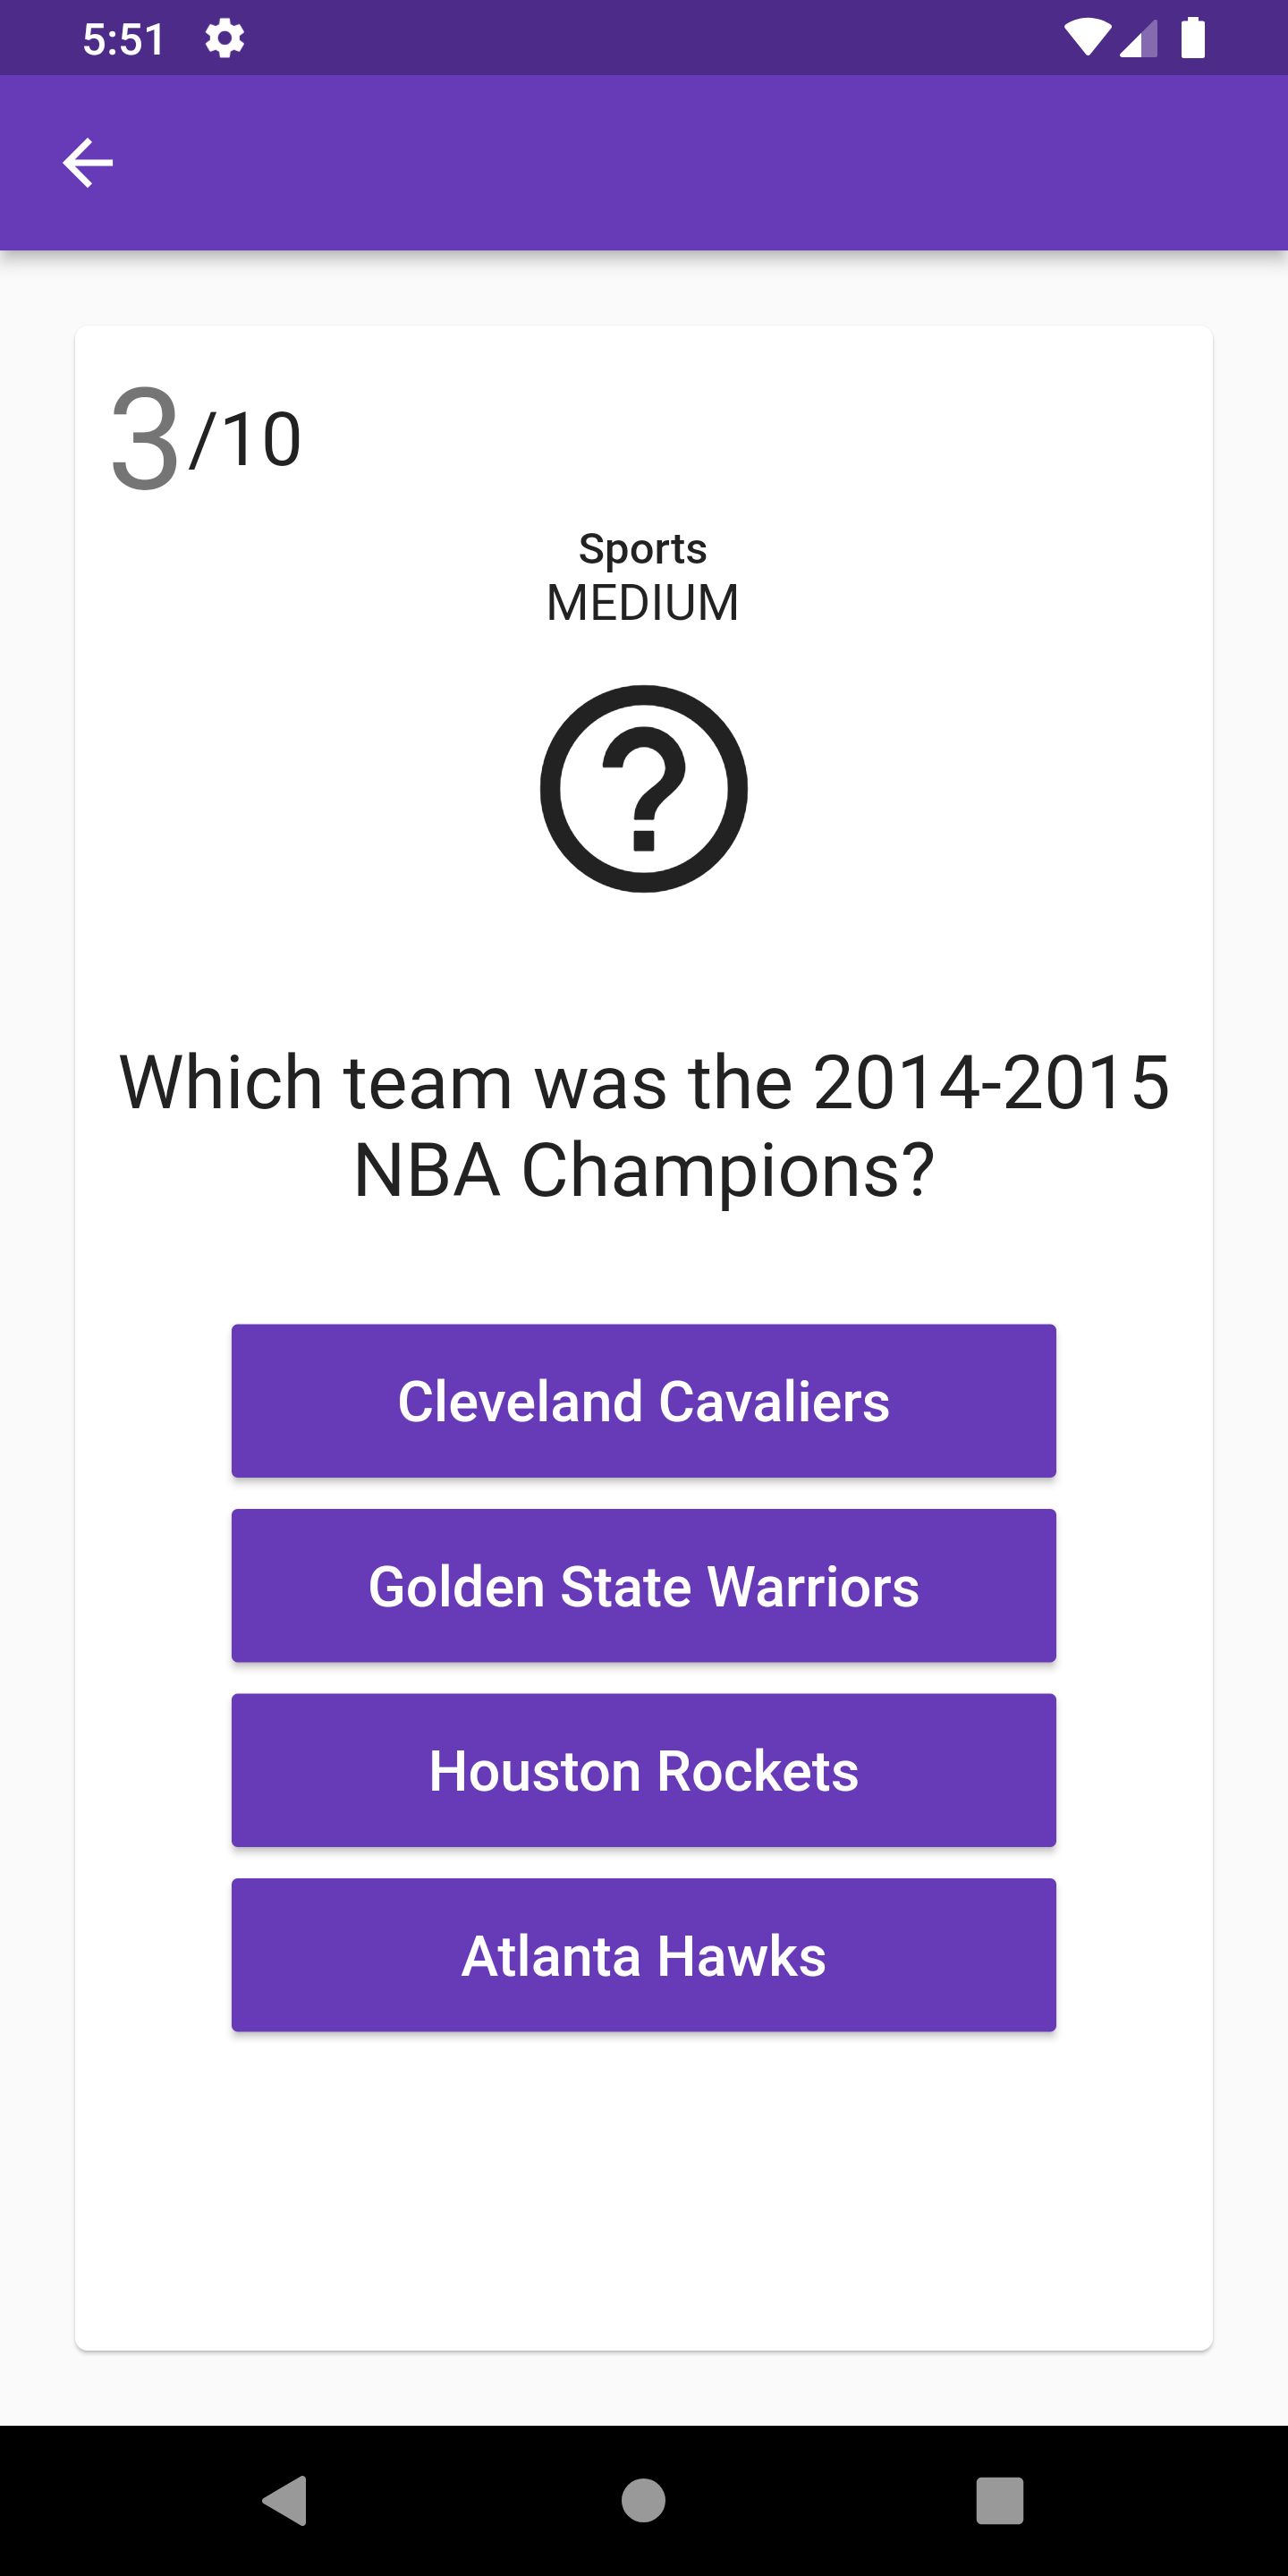 5:51
3/10
Sports
MEDIUM
Which team was the 2014-2015
NBA Champions?
Cleveland Cavaliers
Golden State Warriors
Houston Rockets
Atlanta Hawks